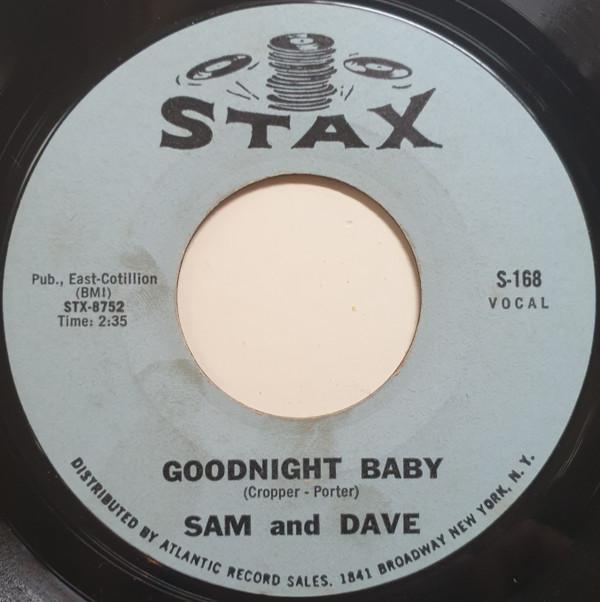 STAX
Pub., East-Cotillion
(BMI)
STX-8752
Time: 2:35
S-168
VOCAL
GOODNIGHT BABY
(Cropper - Porter)
SAM and DAVE
DISTRIBUTED BY ATLANTIC RECORD SALES. 1841 BROADWAY NEW YORK, N. Y.